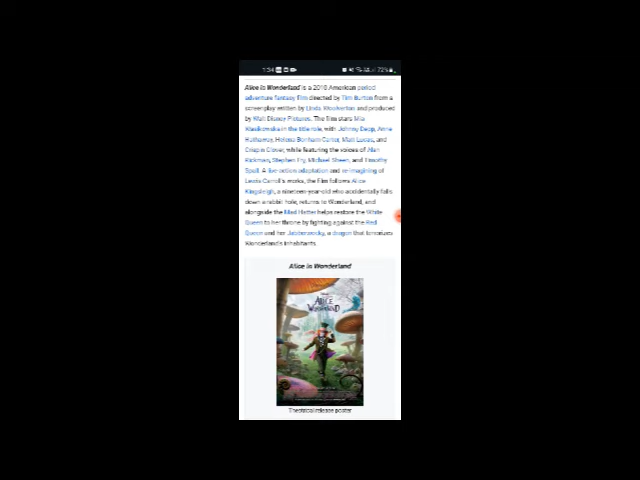 1:34
72%
Alice in Wonderland is a 2010 American period
adventure fantasy film directed by Tim Burton from a
screenplay written by Linda Woolverton and produced
by Walt Disney Pictures. The film stars Mia
Wasikowska in the title role, with Johnny Depp, Anne
Hathaway, Helena Bonham Carter, Matt Lucas, and
Crispin Glover, while featuring the voices of Alan
Rickman, Stephen Fry, Michael Sheen, and Timothy
Spall. A live-action adaptation and re-imagining of
Lewis Carroll's works, the film follows Alice
Kingsleigh, a nineteen-year-old who accidentally falls
down a rabbit hole, returns to Wonderland, and
alongside the Mad Hatter helps restore the White
Queen to her throne by fighting against the Red
Queen and her Jabberwocky, a dragon that terrorizes
Wonderland's inhabitants.
Alice in Wonderland
ALICE
WONDERLAND
Theatrical release poster